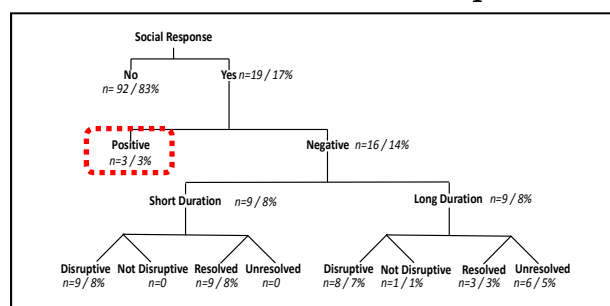 Social Response
No
n= 92 / 83%
Yes n=19 / 17%
Positive
n=3 / 3%
Negative n=16 / 14%
Short Duration n=9 / 8%
Long Duration n=9 / 8%
Disruptive Not Disruptive Resolved Unresolved Disruptive Not Disruptive Resolved Unresolved
n=9 / 8% n=0 n=9 / 8% n=0 n=8 / 7% n=1 / 1% n=3 / 3% n=6 / 5%